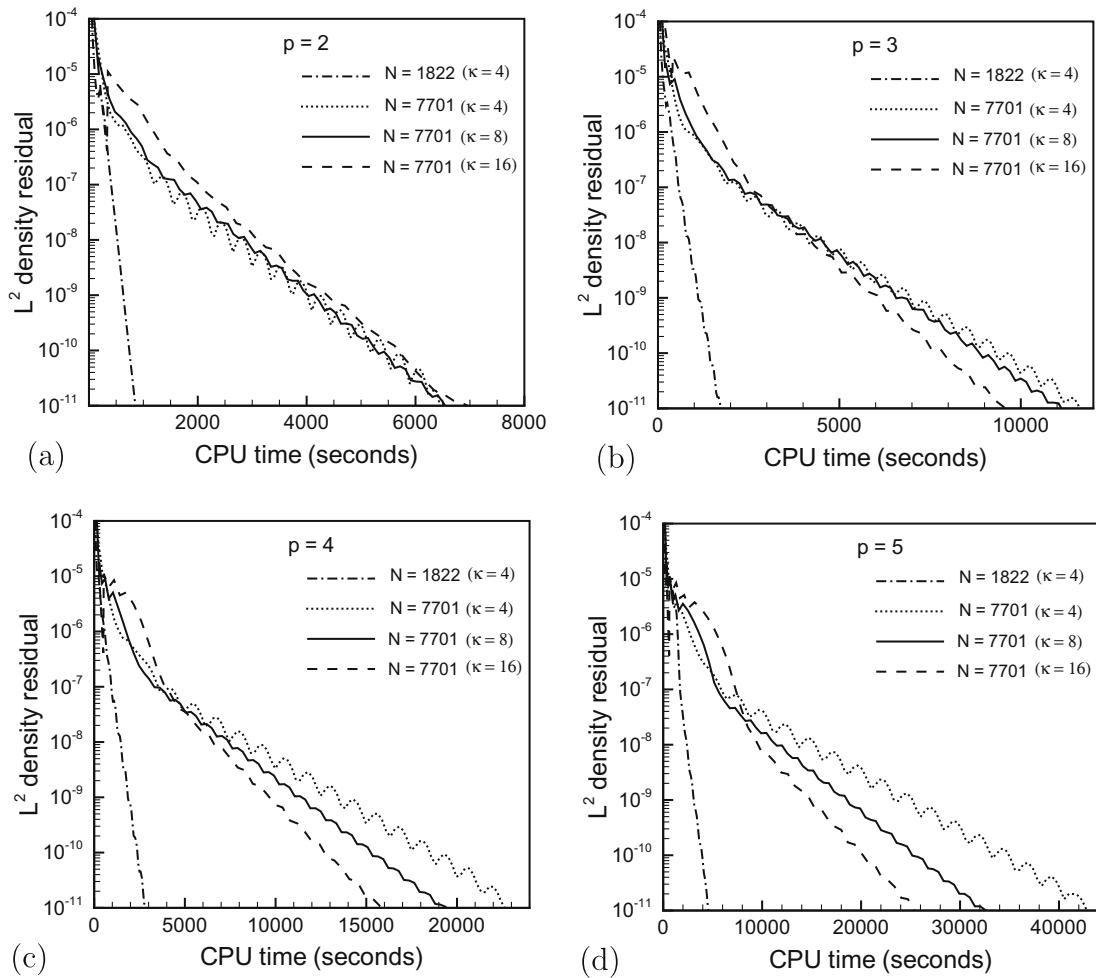 10⁻⁴
10⁻⁵
10⁻⁶
10⁻⁷
10⁻⁸
10⁻⁹
10⁻¹⁰
10⁻¹¹
L² density residual
p = 2
N = 1822 (κ = 4)
N = 7701 (κ = 4)
N = 7701 (κ = 8)
N = 7701 (κ = 16)
2000 4000 6000 8000
CPU time (seconds)
(a)
10⁻⁴
10⁻⁵
10⁻⁶
10⁻⁷
10⁻⁸
10⁻⁹
10⁻¹⁰
10⁻¹¹
L² density residual
p = 3
N = 1822 (κ = 4)
N = 7701 (κ = 4)
N = 7701 (κ = 8)
N = 7701 (κ = 16)
0 5000 10000
CPU time (seconds)
(b)
10⁻⁴
10⁻⁵
10⁻⁶
10⁻⁷
10⁻⁸
10⁻⁹
10⁻¹⁰
10⁻¹¹
L² density residual
p = 4
N = 1822 (κ = 4)
N = 7701 (κ = 4)
N = 7701 (κ = 8)
N = 7701 (κ = 16)
0 5000 10000 15000 20000
CPU time (seconds)
(c)
10⁻⁴
10⁻⁵
10⁻⁶
10⁻⁷
10⁻⁸
10⁻⁹
10⁻¹⁰
10⁻¹¹
L² density residual
p = 5
N = 1822 (κ = 4)
N = 7701 (κ = 4)
N = 7701 (κ = 8)
N = 7701 (κ = 16)
0 10000 20000 30000 40000
CPU time (seconds)
(d)